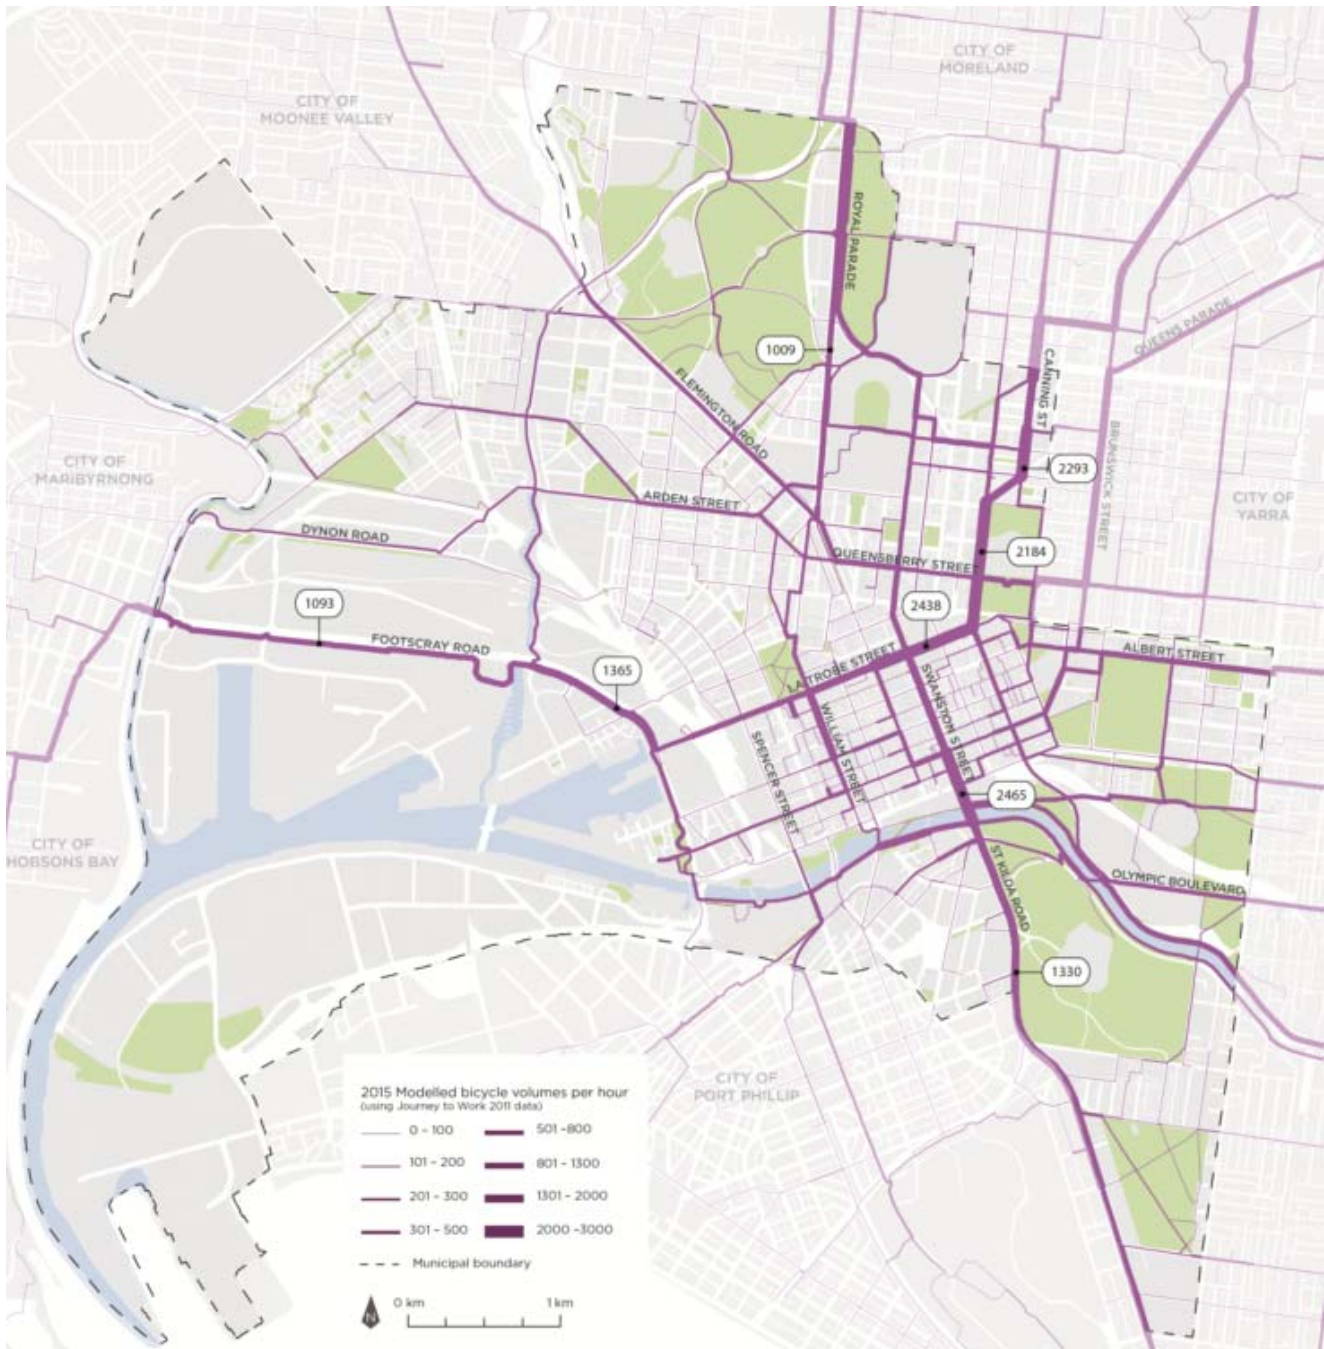 CITY OF
MORELAND
CITY OF
MOONEE VALLEY
ROYAL PARADE
QUEENS PARADE
1009
CANNING ST
FLEMINGTON ROAD
BRUNSWICK STREET
CITY OF
MARIBYRNONG
2293
CITY OF
YARRA
ARDEN STREET
DYNON ROAD
QUEENSBERRY STREET
2184
1093
2438
FOOTSCRAY ROAD
ALBERT STREET
LA TROBE STREET
1365
SWANSTON STREET
WILLIAM STREET
SPENCER STREET
2465
CITY OF
HOBSONS BAY
ST KILDA ROAD
OLYMPIC BOULEVARD
1330
CITY OF
PORT PHILLIP
2015 Modelled bicycle volumes per hour
(using Journey to Work 2011 data)
0 – 100
501 –800
101 – 200
801 – 1300
201 – 300
1301 – 2000
301 – 500
2000 –3000
Municipal boundary
N
0 km
1 km